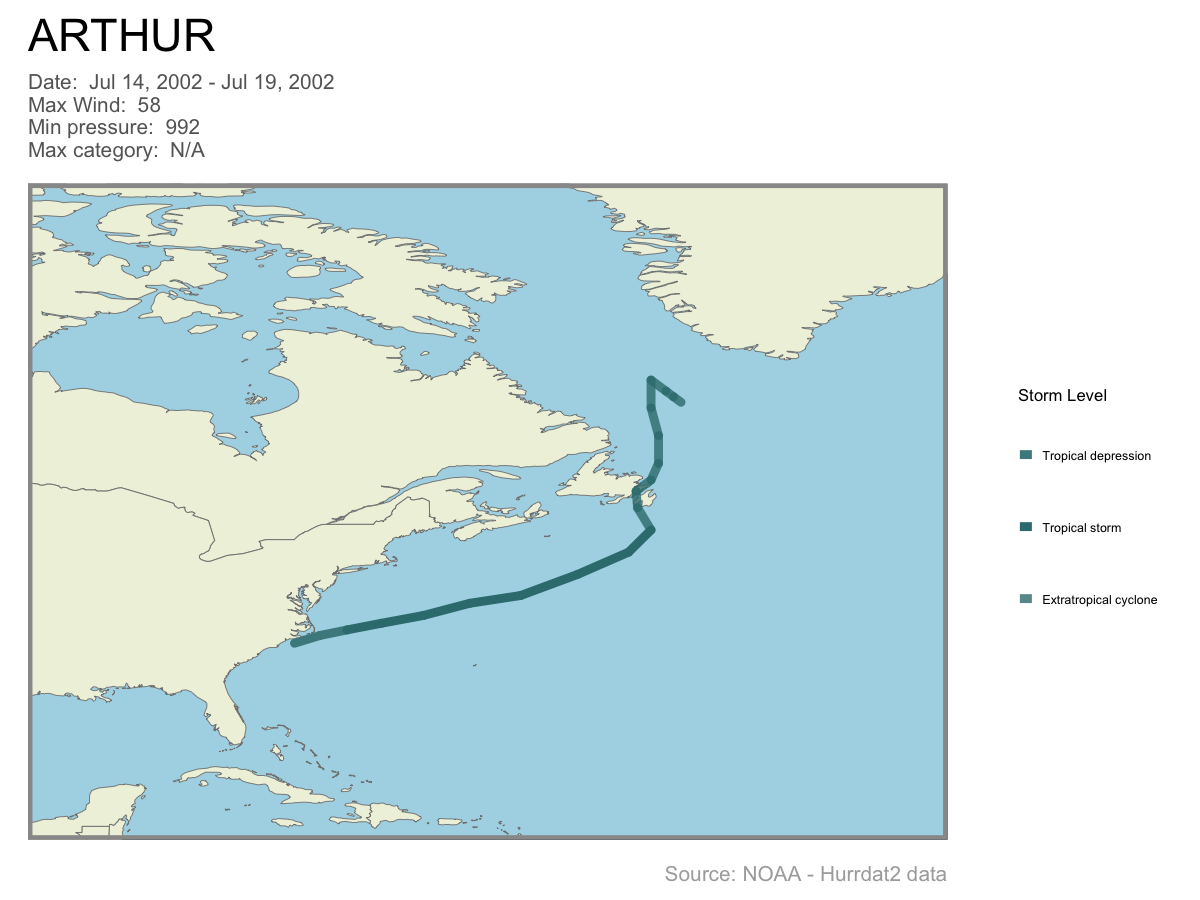 ARTHUR
Date:  Jul 14, 2002 - Jul 19, 2002
Max Wind:  58
Min pressure:  992
Max category:  N/A
Storm Level
Tropical depression
Tropical storm
Extratropical cyclone
Source: NOAA - Hurrdat2 data